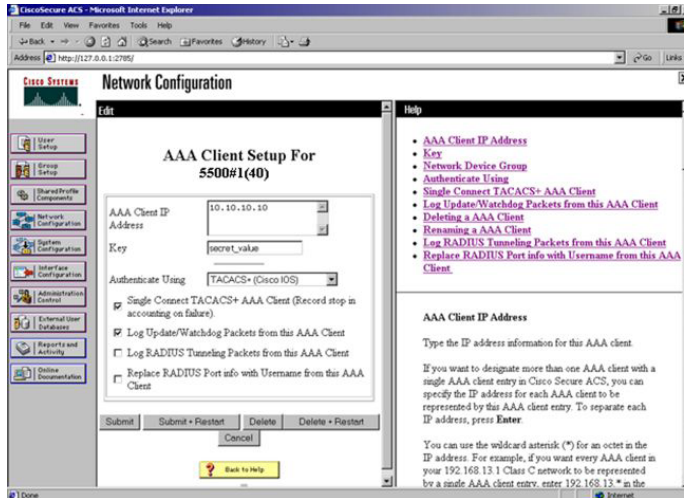 CiscoSecure ACS - Microsoft Internet Explorer
File Edit View Favorites Tools Help
Back Search Favorites History
Address http://127.0.0.1:2785/ Go Links
CISCO SYSTEMS
Network Configuration
User Setup
Group Setup
Shared Profile Components
Network Configuration
System Configuration
Interface Configuration
Administration Control
External User Databases
Reports and Activity
Online Documentation
Edit
AAA Client Setup For
5500#1(40)
AAA Client IP Address
10.10.10.10
Key
secret_value
Authenticate Using
TACACS+ (Cisco IOS)
Single Connect TACACS+ AAA Client (Record stop in
accounting on failure).
Log Update/Watchdog Packets from this AAA Client
Log RADIUS Tunneling Packets from this AAA Client
Replace RADIUS Port info with Username from this AAA
Client
Submit Submit + Restart Delete Delete + Restart
Cancel
? Back to Help
Help
AAA Client IP Address
Key
Network Device Group
Authenticate Using
Single Connect TACACS+ AAA Client
Log Update/Watchdog Packets from this AAA Client
Deleting a AAA Client
Renaming a AAA Client
Log RADIUS Tunneling Packets from this AAA Client
Replace RADIUS Port info with Username from this AAA
Client
AAA Client IP Address
Type the IP address information for this AAA client.
If you want to designate more than one AAA client with a
single AAA client entry in Cisco Secure ACS, you can
specify the IP address for each AAA client to be
represented by this AAA client entry. To separate each
IP address, press Enter.
You can use the wildcard asterisk (*) for an octet in the
IP address. For example, if you want every AAA client in
your 192.168.13.1 Class C network to be represented
by a single AAA client entry, enter 192.168.13.* in the
Done
Internet